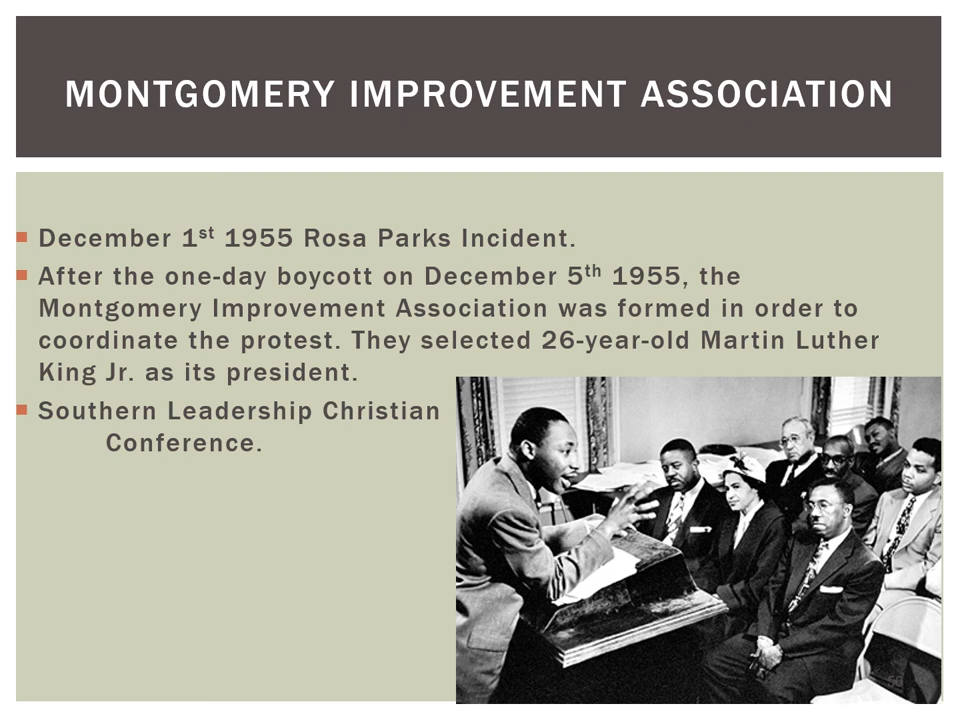 MONTGOMERY IMPROVEMENT ASSOCIATION
December 1st 1955 Rosa Parks Incident.
After the one-day boycott on December 5th 1955, the
Montgomery Improvement Association was formed in order to
coordinate the protest. They selected 26-year-old Martin Luther
King Jr. as its president.
Southern Leadership Christian
Conference.